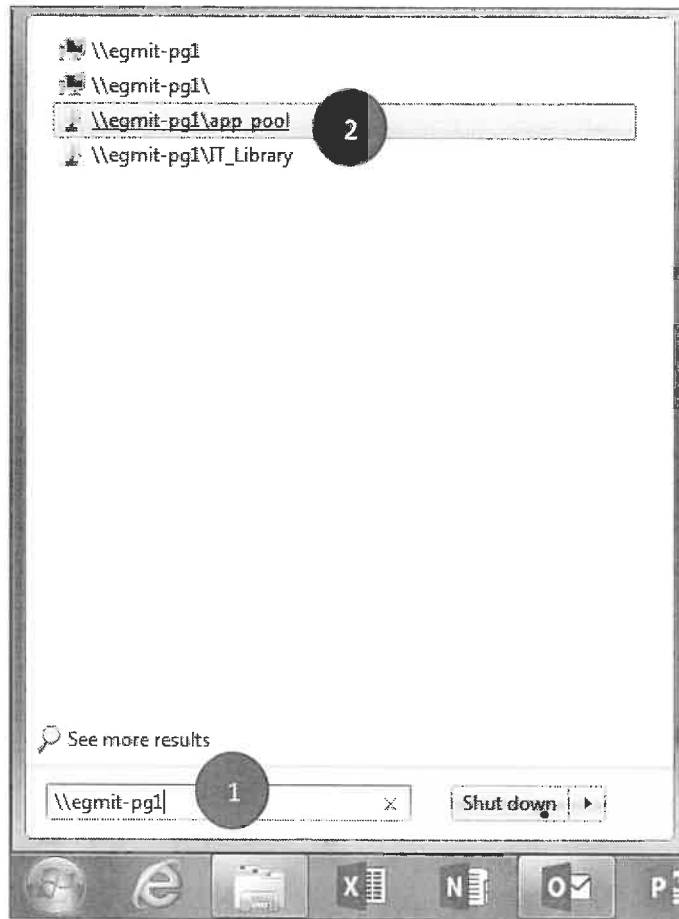 \\egmit-pg1
\\egmit-pg1\
\\egmit-pg1\app_pool
2
\\egmit-pg1\IT_Library
See more results
1
\\egmit-pg1
Shut down
X
N
O
P